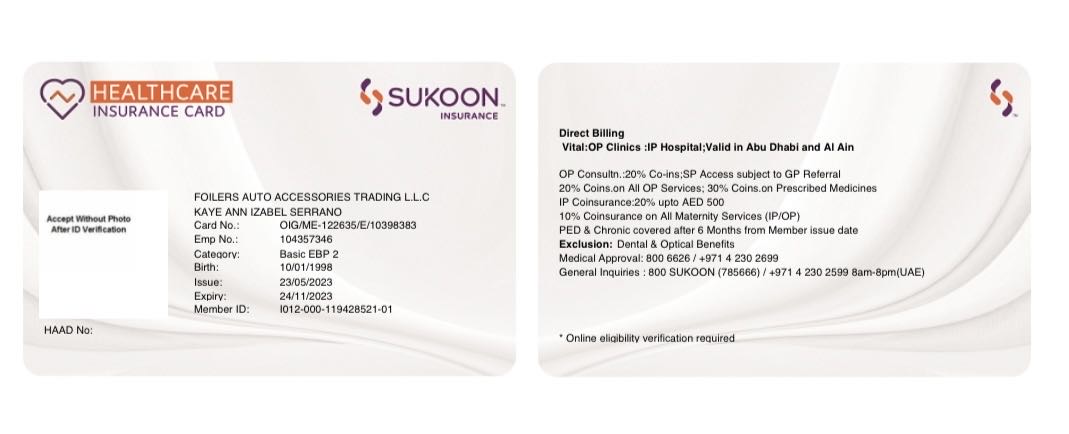 HEALTHCARE
INSURANCE CARD
SUKOON™
INSURANCE
Accept Without Photo
After ID Verification
FOILERS AUTO ACCESSORIES TRADING L.L.C
KAYE ANN IZABEL SERRANO
Card No.: OIG/ME-122635/E/10398383
Emp No.: 104357346
Category: Basic EBP 2
Birth: 10/01/1998
Issue: 23/05/2023
Expiry: 24/11/2023
Member ID: I012-000-119428521-01
HAAD No:
Direct Billing
Vital:OP Clinics :IP Hospital;Valid in Abu Dhabi and Al Ain
OP Consultn.:20% Co-ins;SP Access subject to GP Referral
20% Coins.on All OP Services; 30% Coins.on Prescribed Medicines
IP Coinsurance:20% upto AED 500
10% Coinsurance on All Maternity Services (IP/OP)
PED & Chronic covered after 6 Months from Member issue date
Exclusion: Dental & Optical Benefits
Medical Approval: 800 6626 / +971 4 230 2699
General Inquiries : 800 SUKOON (785666) / +971 4 230 2599 8am-8pm(UAE)
* Online eligibility verification required